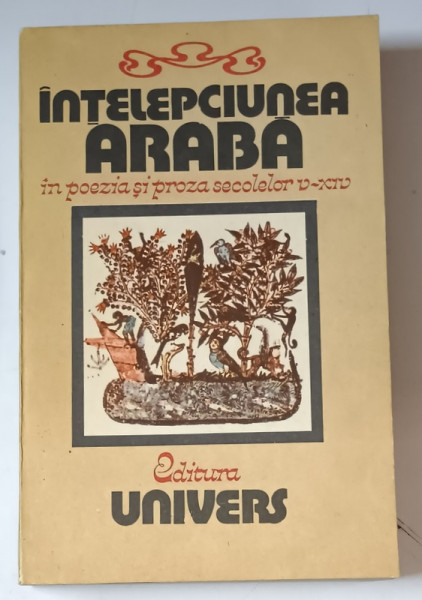 ÎNȚELEPCIUNEA
ARABĂ
în poezia și proza secolelor V-XIV
Editura
UNIVERS